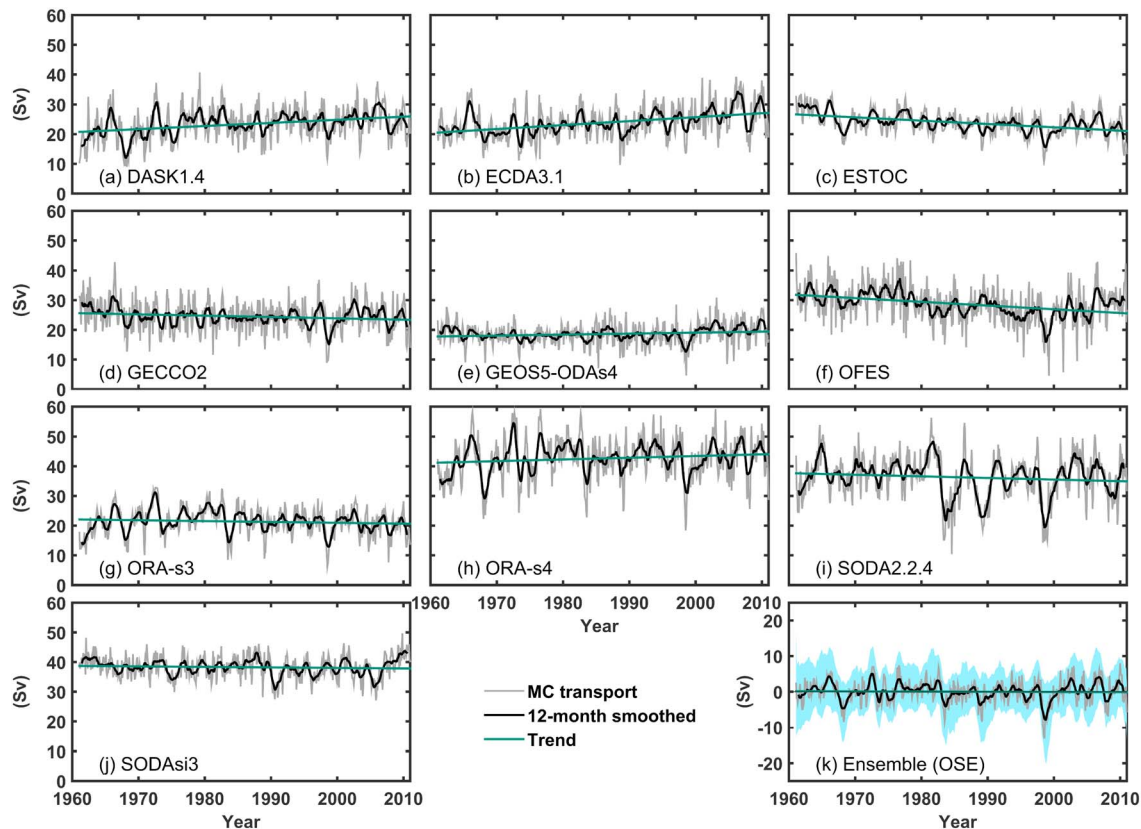 60
50
40
30
20
10
0
(Sv)
(a) DASK1.4
(b) ECDA3.1
(c) ESTOC
60
50
40
30
20
10
0
(Sv)
(d) GECCO2
(e) GEOS5-ODAs4
(f) OFES
60
50
40
30
20
10
0
(Sv)
(g) ORA-s3
(h) ORA-s4
(i) SODA2.2.4
1960 1970 1980 1990 2000 2010
Year
60
50
40
30
20
10
0
(Sv)
(j) SODAsi3
1960 1970 1980 1990 2000 2010
Year
MC transport
12-month smoothed
Trend
20
10
0
-10
-20
(Sv)
(k) Ensemble (OSE)
1960 1970 1980 1990 2000 2010
Year